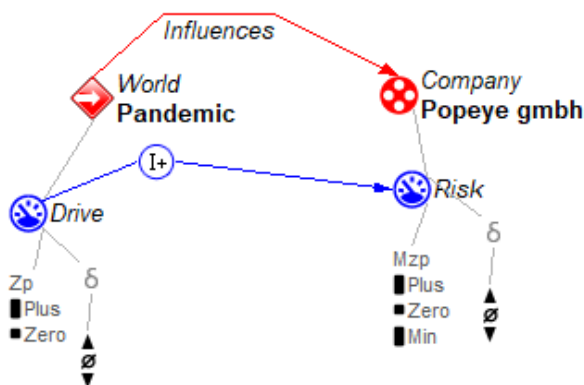 Influences
World
Pandemic
Company
Popeye gmbh
I+
Drive
Risk
Zp
Plus
Zero
δ
ø
Mzp
Plus
Zero
Min
δ
ø